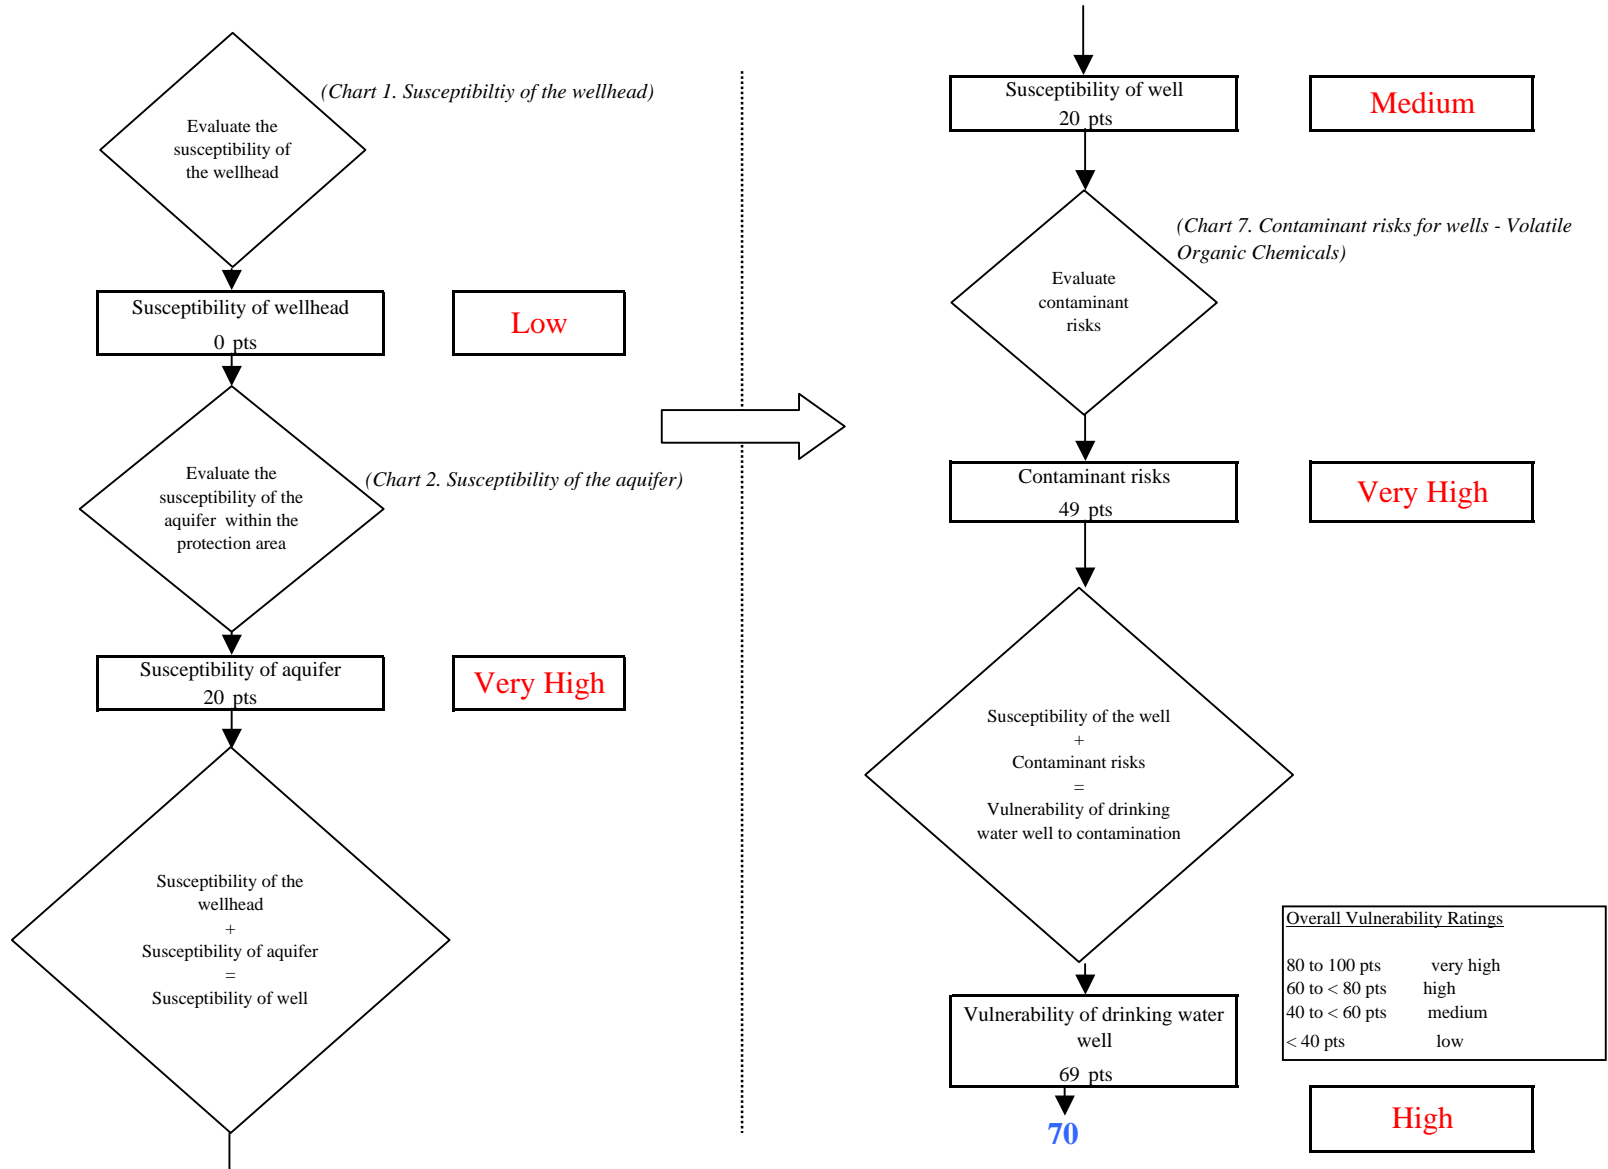 (Chart 1. Susceptibiltiy of the wellhead)
Evaluate the
susceptibility of
the wellhead
Susceptibility of wellhead
0 pts
Low
(Chart 2. Susceptibility of the aquifer)
Evaluate the
susceptibility of the
aquifer within the
protection area
Susceptibility of aquifer
20 pts
Very High
Susceptibility of the
wellhead
+
Susceptibility of aquifer
=
Susceptibility of well
Susceptibility of well
20 pts
Medium
(Chart 7. Contaminant risks for wells - Volatile
Organic Chemicals)
Evaluate
contaminant
risks
Contaminant risks
49 pts
Very High
Susceptibility of the well
+
Contaminant risks
=
Vulnerability of drinking
water well to contamination
Overall Vulnerability Ratings
80 to 100 pts very high
60 to < 80 pts high
40 to < 60 pts medium
< 40 pts low
Vulnerability of drinking water
well
69 pts
70
High